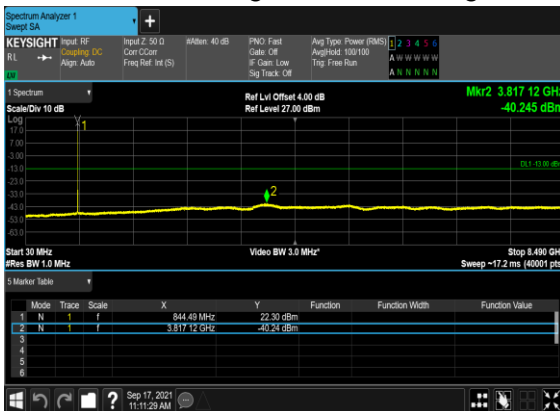 Spectrum Analyzer 1
Swept SA
KEYSIGHT Input: RF Input Z: 50 Ω #Atten: 40 dB PNO: Fast Avg Type: Power (RMS) 1 2 3 4 5 6
RL Coupling: DC Corr CCorr Gate: Off Avg|Hold: 100/100 A W W W W W
Align: Auto Freq Ref: Int (S) IF Gain: Low Trig: Free Run
LV Sig Track: Off A N N N N N
1 Spectrum Ref Lvl Offset 4.00 dB Mkr2 3.817 12 GHz
Scale/Div 10 dB Ref Level 27.00 dBm -40.245 dBm
Log
17.0 1
7.00
-3.00
-13.0 DL1 -13.00 dBm
-23.0
-33.0 2
-43.0
-53.0
-63.0
Start 30 MHz Video BW 3.0 MHz* Stop 8.490 GHz
#Res BW 1.0 MHz Sweep ~17.2 ms (40001 pts)
5 Marker Table
Mode Trace Scale X Y Function Function Width Function Value
1 N 1 f 844.49 MHz 22.30 dBm
2 N 1 f 3.817 12 GHz -40.24 dBm
3
4
5
6
? Sep 17, 2021
11:11:29 AM